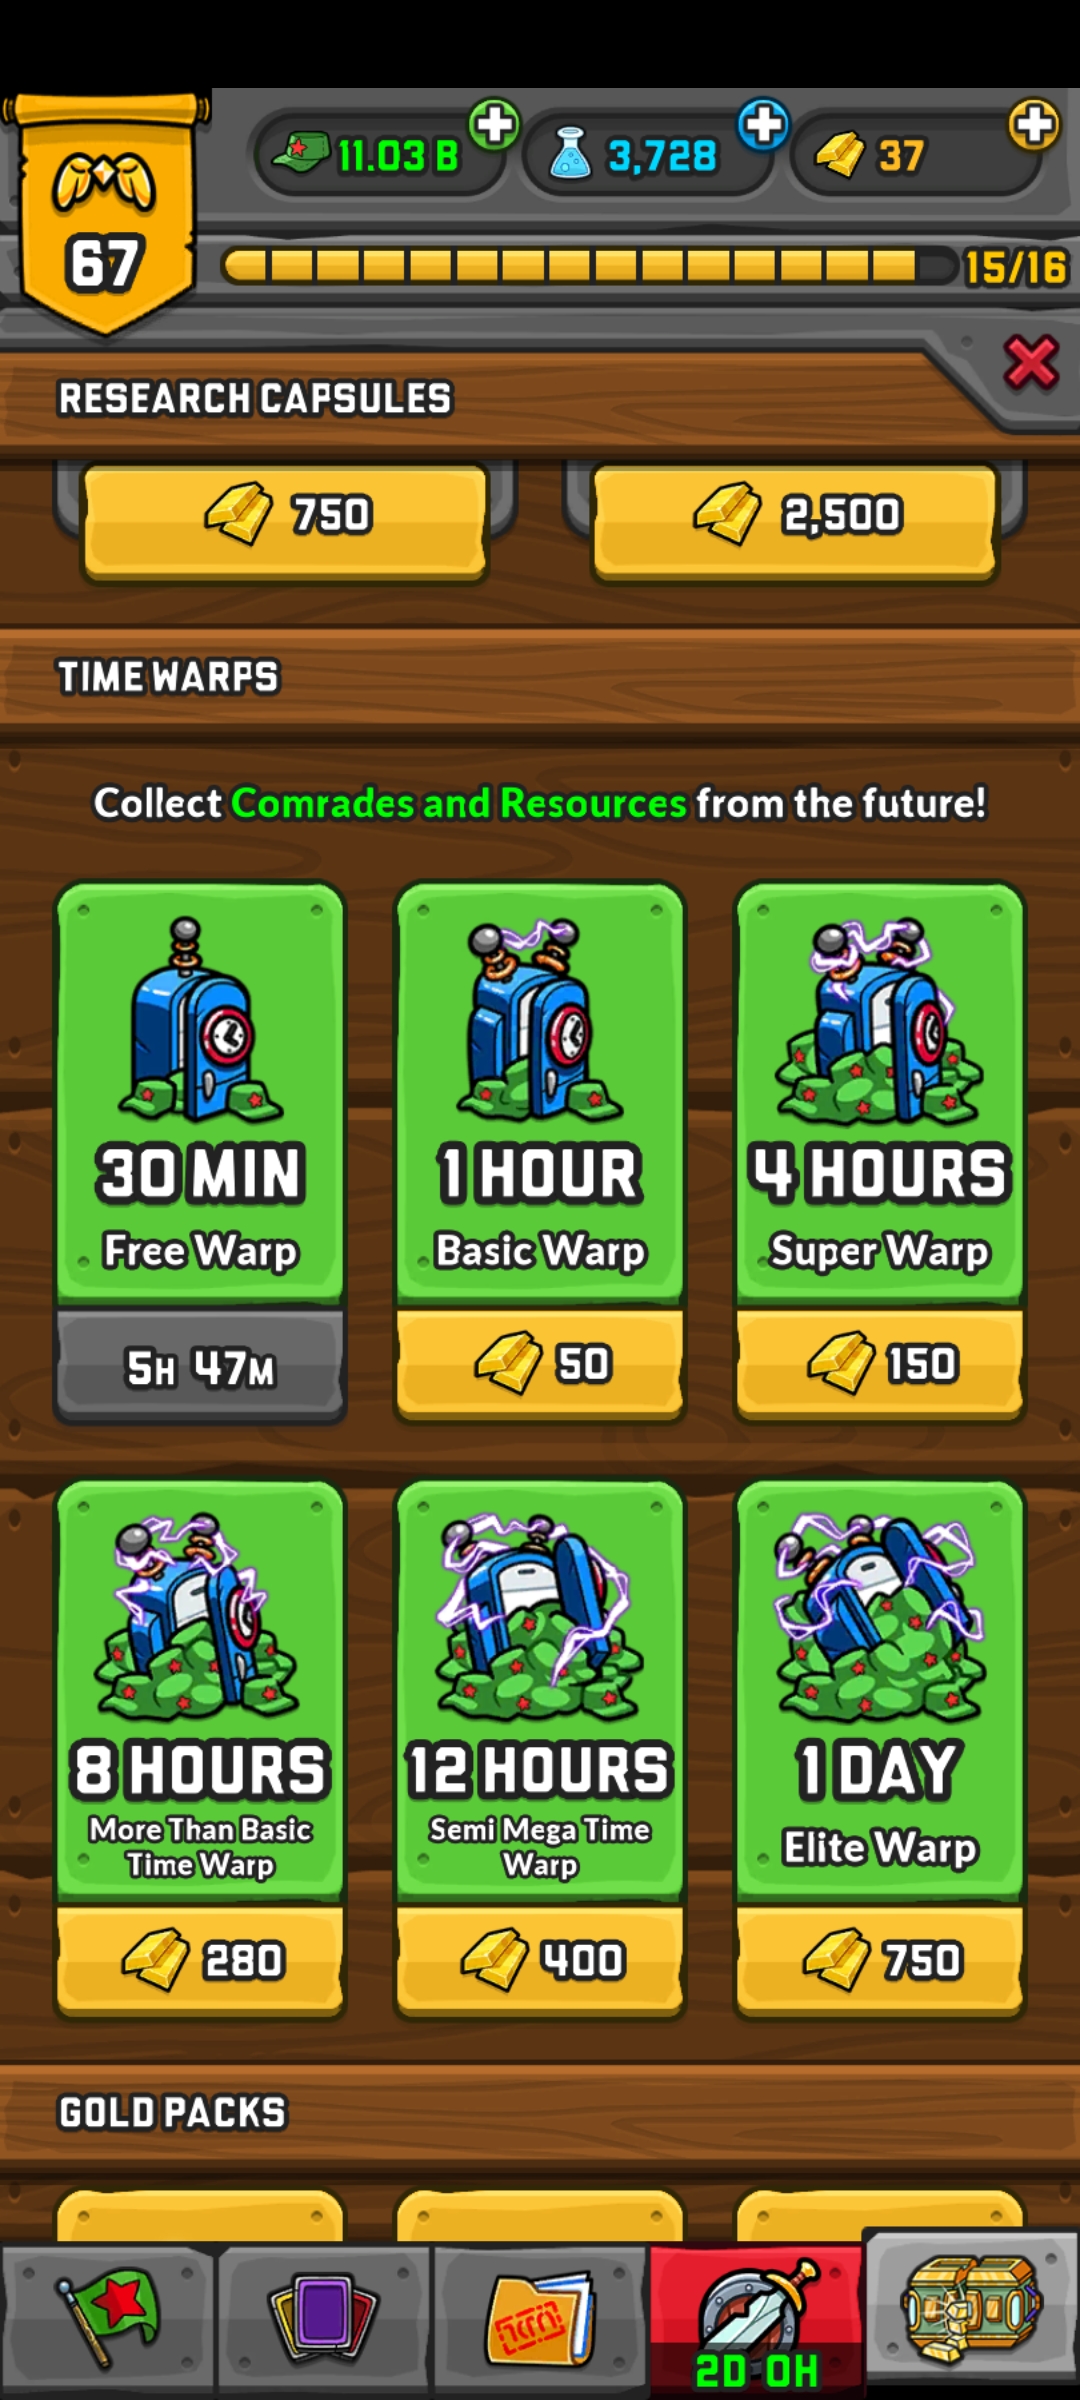 11.03 B
3,728
37
67
15/16
RESEARCH CAPSULES
750
2,500
TIME WARPS
Collect Comrades and Resources from the future!
30 MIN
Free Warp
5H 47M
1 HOUR
Basic Warp
50
4 HOURS
Super Warp
150
8 HOURS
More Than Basic
Time Warp
280
12 HOURS
Semi Mega Time
Warp
400
1 DAY
Elite Warp
750
GOLD PACKS
2D 0H